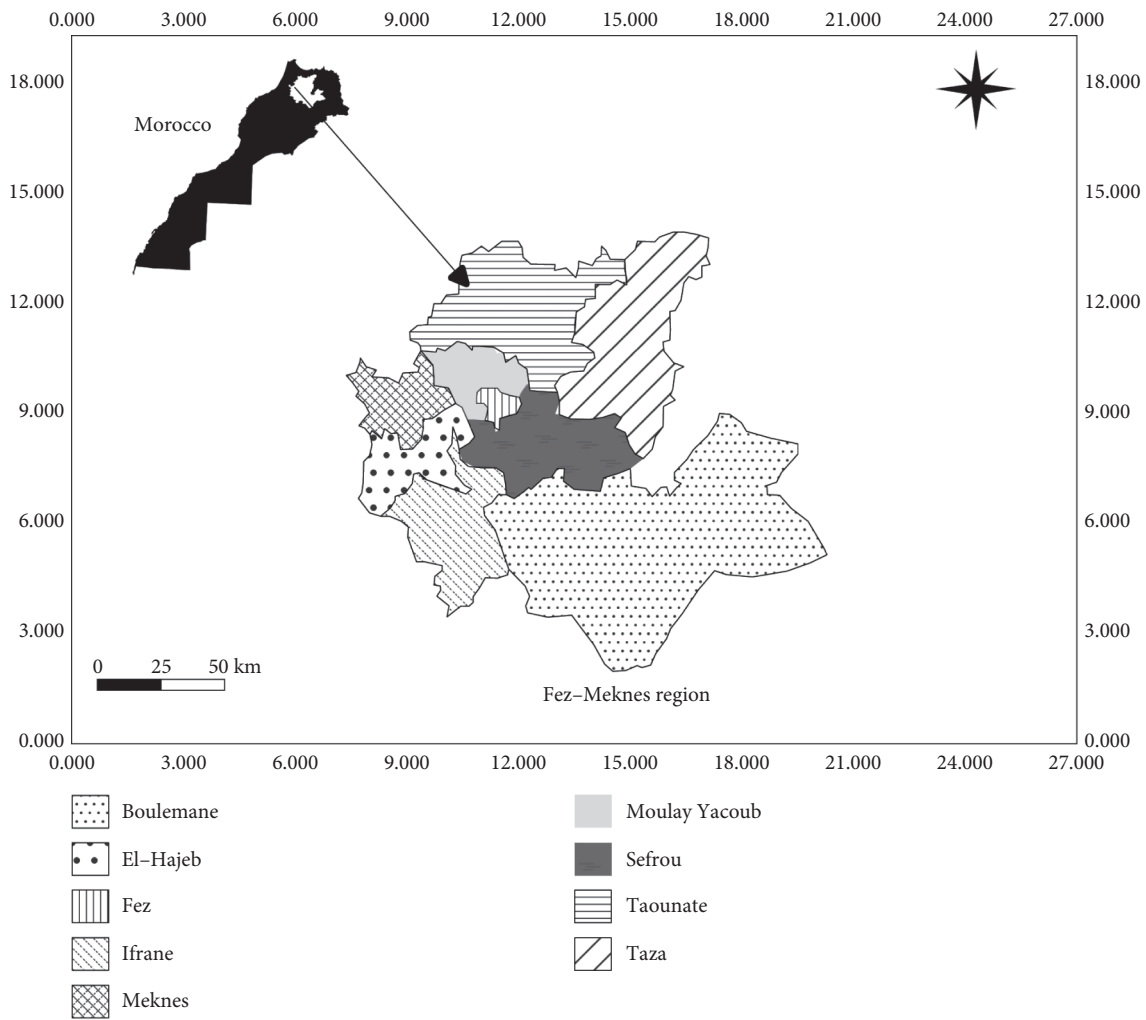 0.000 3.000 6.000 9.000 12.000 15.000 18.000 21.000 24.000 27.000
18.000 18.000
Morocco
15.000 15.000
12.000 12.000
9.000 9.000
6.000 6.000
3.000 3.000
0 25 50 km
Fez–Meknes region
0.000 0.000
0.000 3.000 6.000 9.000 12.000 15.000 18.000 21.000 24.000 27.000
Boulemane
El–Hajeb
Fez
Ifrane
Meknes
Moulay Yacoub
Sefrou
Taounate
Taza